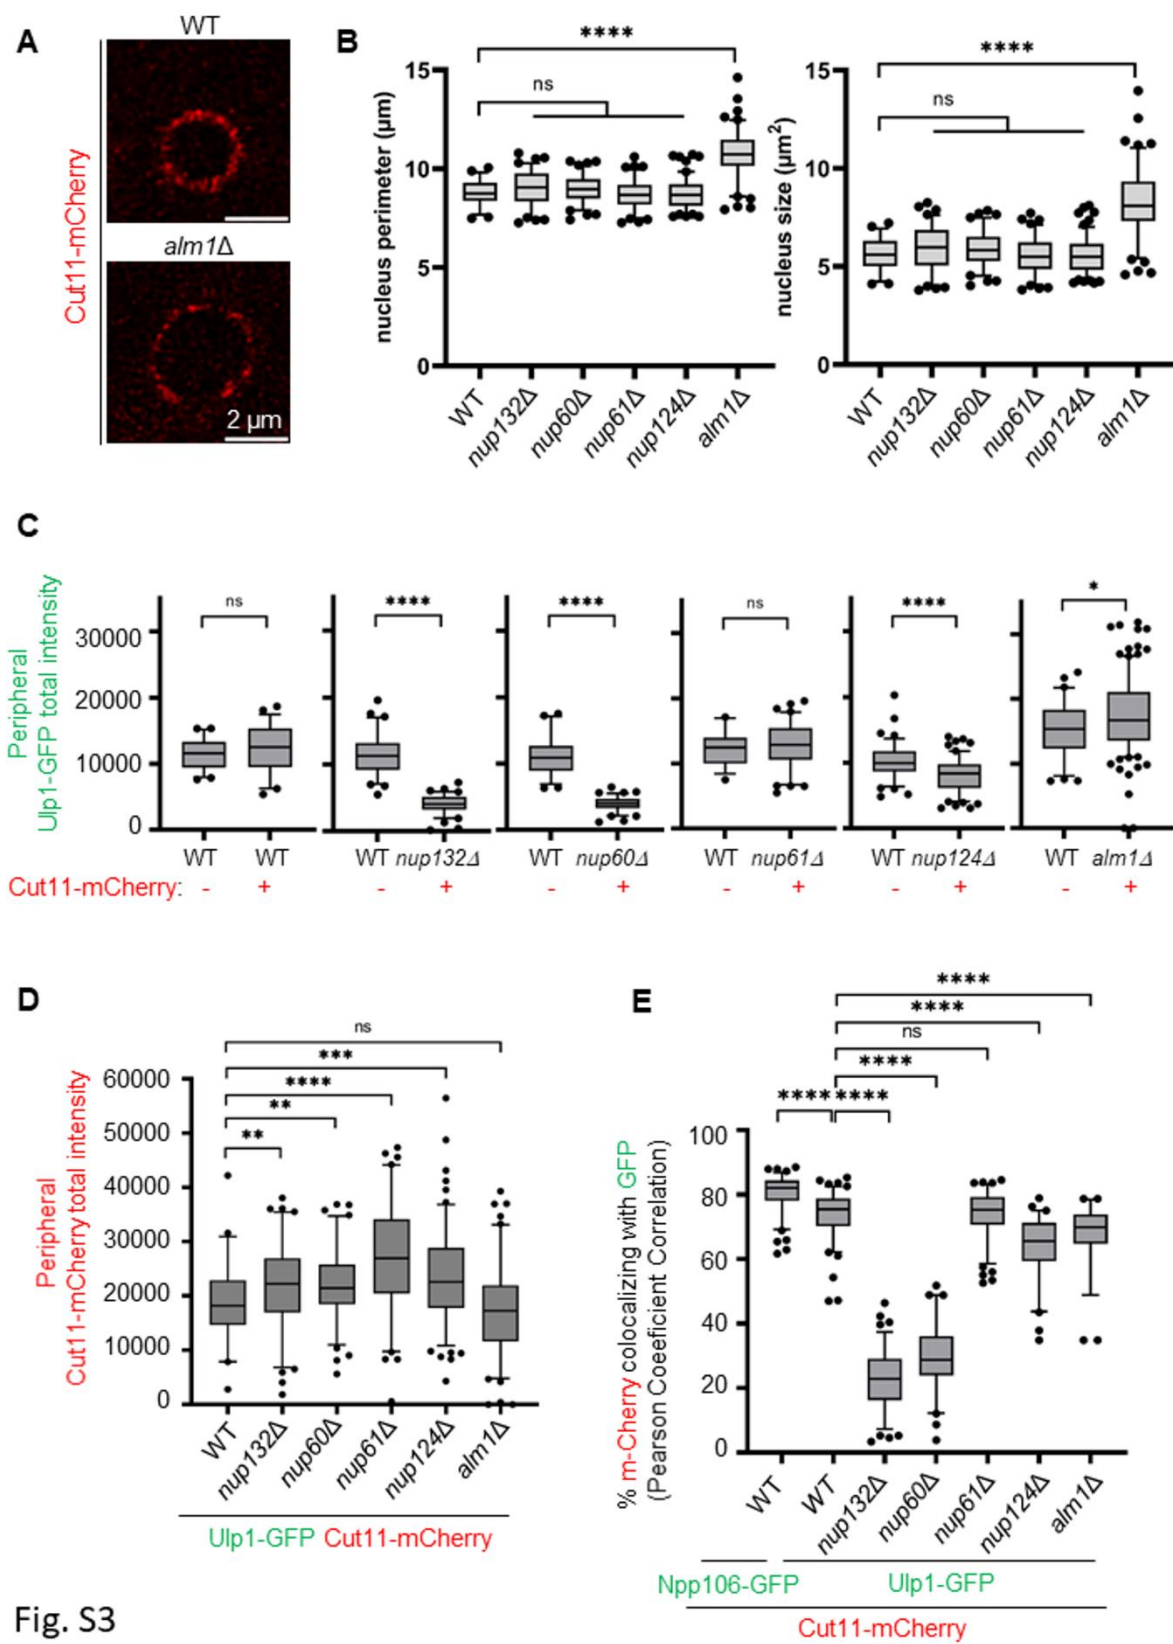 A
WT
Cut11-mCherry
alm1Δ
2 µm
B
****
ns
15
10
5
0
nucleus perimeter (µm)
WT
nup132Δ
nup60Δ
nup61Δ
nup124Δ
alm1Δ
****
ns
15
10
5
0
nucleus size (µm²)
WT
nup132Δ
nup60Δ
nup61Δ
nup124Δ
alm1Δ
C
Peripheral
Ulp1-GFP total intensity
30000
20000
10000
0
ns
****
****
ns
****
*
WT WT
WT nup132Δ
WT nup60Δ
WT nup61Δ
WT nup124Δ
WT alm1Δ
Cut11-mCherry: - + - + - + - + - + - +
D
Peripheral
Cut11-mCherry total intensity
ns
***
****
**
**
60000
50000
40000
30000
20000
10000
0
WT
nup132Δ
nup60Δ
nup61Δ
nup124Δ
alm1Δ
Ulp1-GFP Cut11-mCherry
E
****
****
ns
****
**** ****
% m-Cherry colocalizing with GFP
(Pearson Coeeficient Correlation)
100
80
60
40
20
0
WT
WT
nup132Δ
nup60Δ
nup61Δ
nup124Δ
alm1Δ
Npp106-GFP
Ulp1-GFP
Cut11-mCherry
Fig. S3